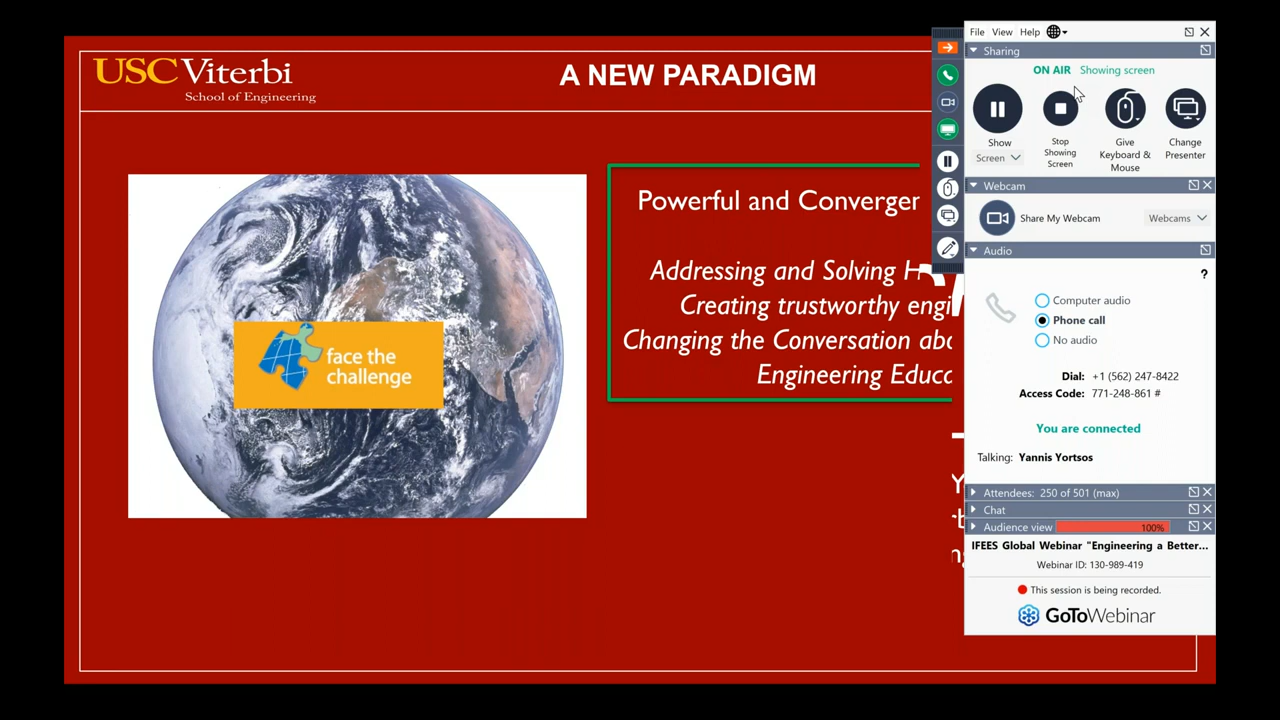 USC Viterbi
School of Engineering
A NEW PARADIGM
face the
challenge
Powerful and
Addressing and Solving
Creating trustworthy
Changing the Conversation
Engineering
File View Help
Sharing
ON AIR Showing screen
Show
Screen
Stop
Showing
Screen
Give
Keyboard &
Mouse
Change
Presenter
Webcam
Share My Webcam
Webcams
Audio
?
Computer audio
Phone call
No audio
Dial: +1 (562) 247-8422
Access Code: 771-248-861 #
You are connected
Talking: Yannis Yortsos
Attendees: 250 of 501 (max)
Chat
Audience view 100%
IFEES Global Webinar "Engineering a Better...
Webinar ID: 130-989-419
This session is being recorded.
GoToWebinar